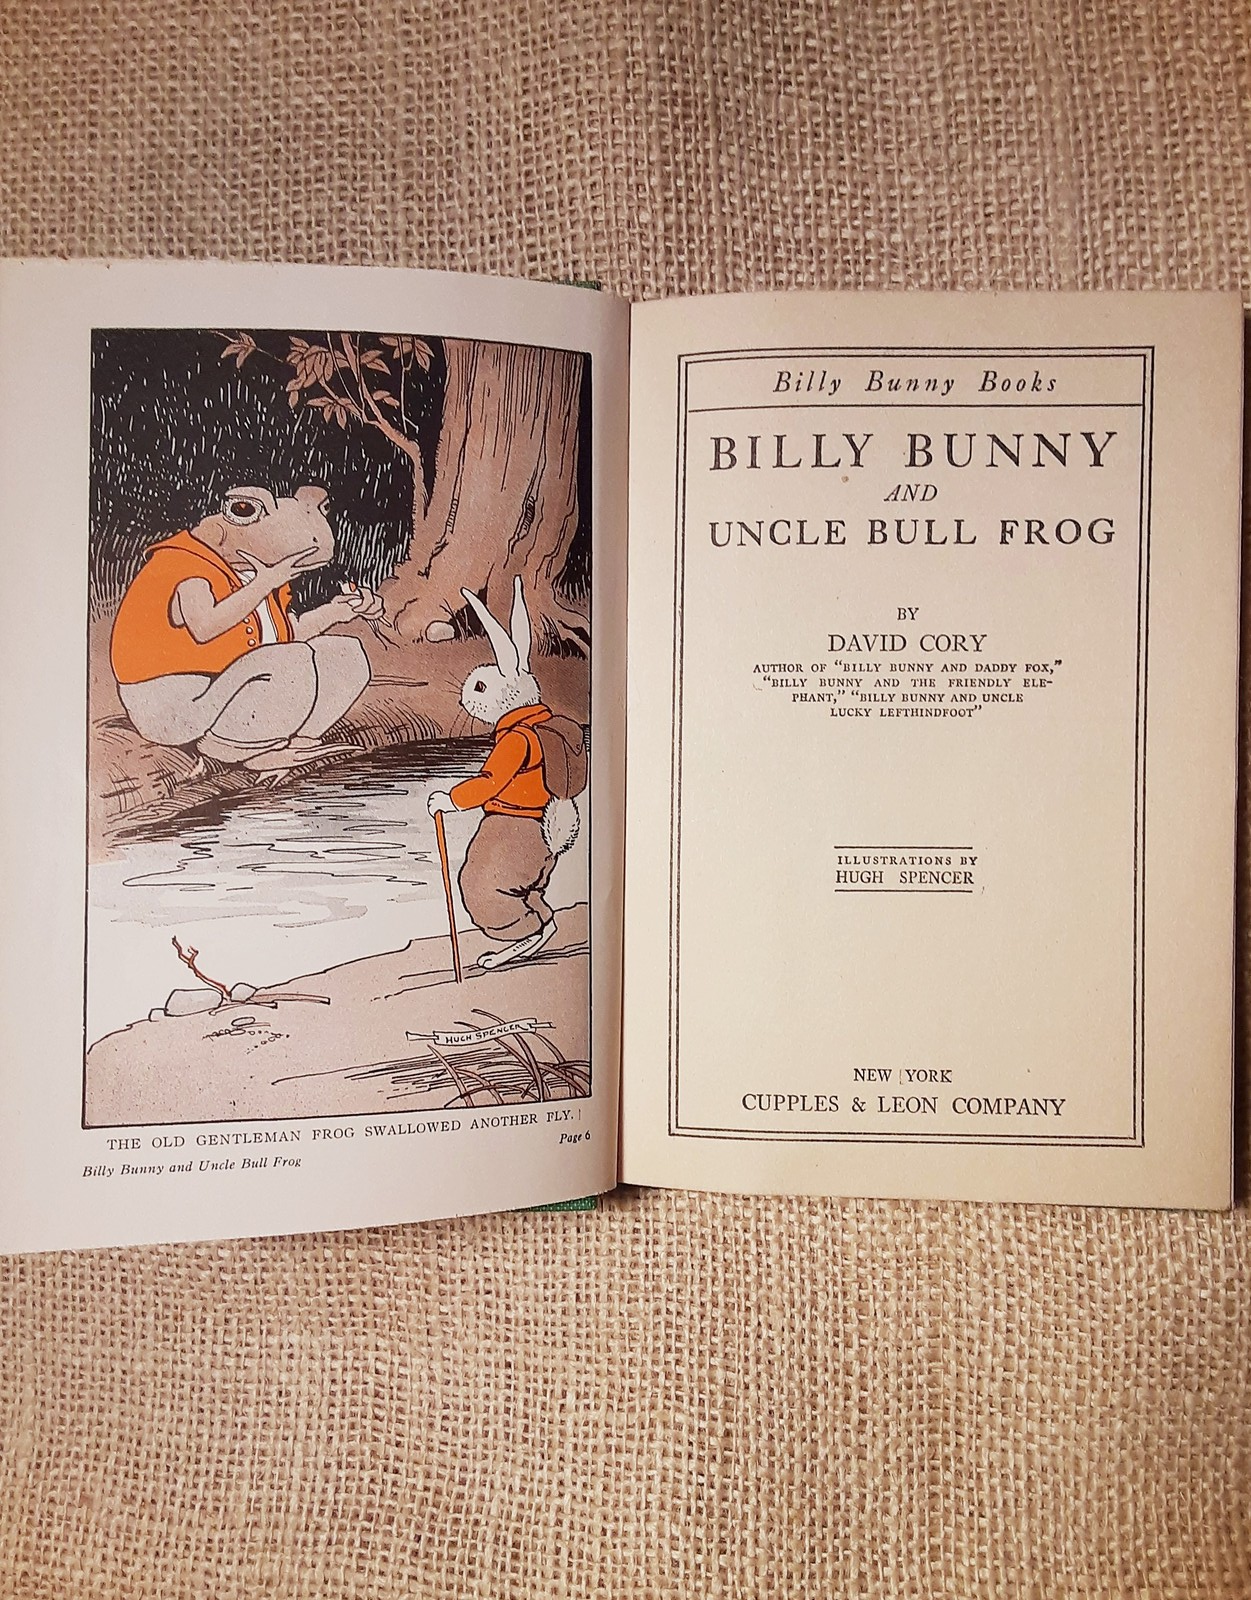 HUGH SPENCER
THE OLD GENTLEMAN FROG SWALLOWED ANOTHER FLY.
Page 6
Billy Bunny and Uncle Bull Frog
Billy Bunny Books
BILLY BUNNY
AND
UNCLE BULL FROG
BY
DAVID CORY
AUTHOR OF "BILLY BUNNY AND DADDY FOX,"
"BILLY BUNNY AND THE FRIENDLY ELE-
PHANT," "BILLY BUNNY AND UNCLE
LUCKY LEFTHINDFOOT"
ILLUSTRATIONS BY
HUGH SPENCER
NEW YORK
CUPPLES & LEON COMPANY